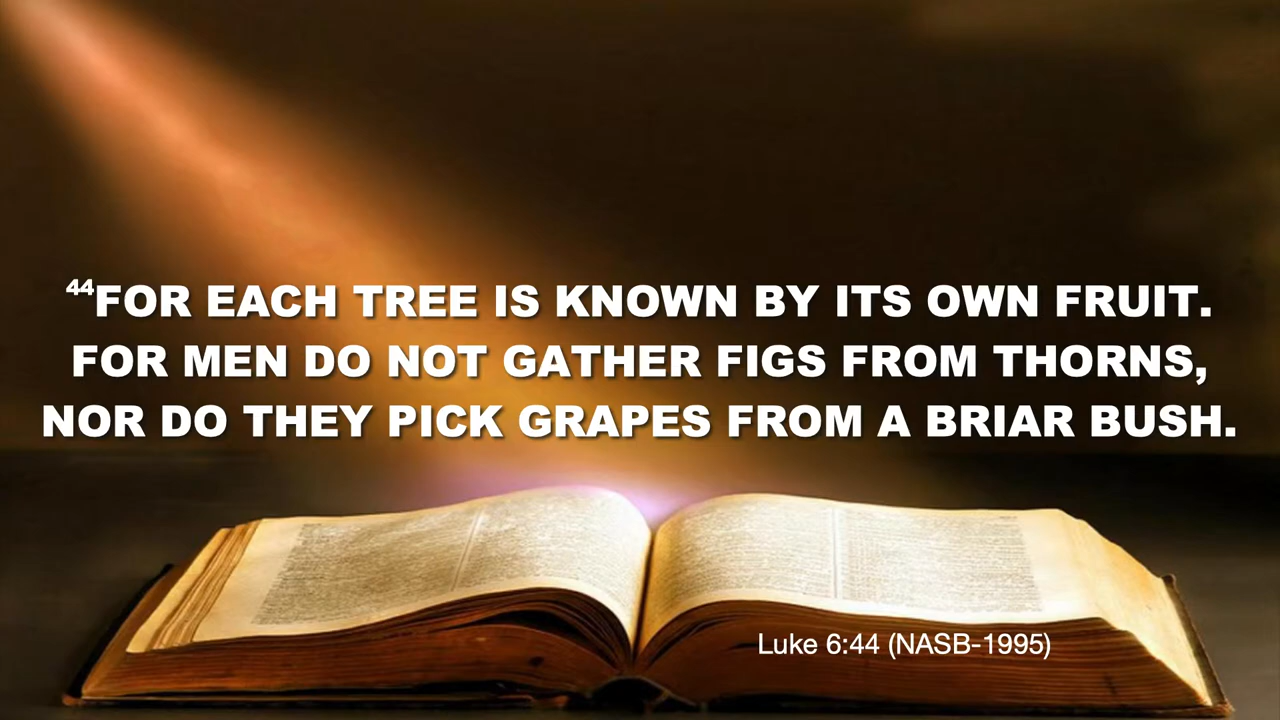 ⁴⁴FOR EACH TREE IS KNOWN BY ITS OWN FRUIT.
FOR MEN DO NOT GATHER FIGS FROM THORNS,
NOR DO THEY PICK GRAPES FROM A BRIAR BUSH.
Luke 6:44 (NASB-1995)